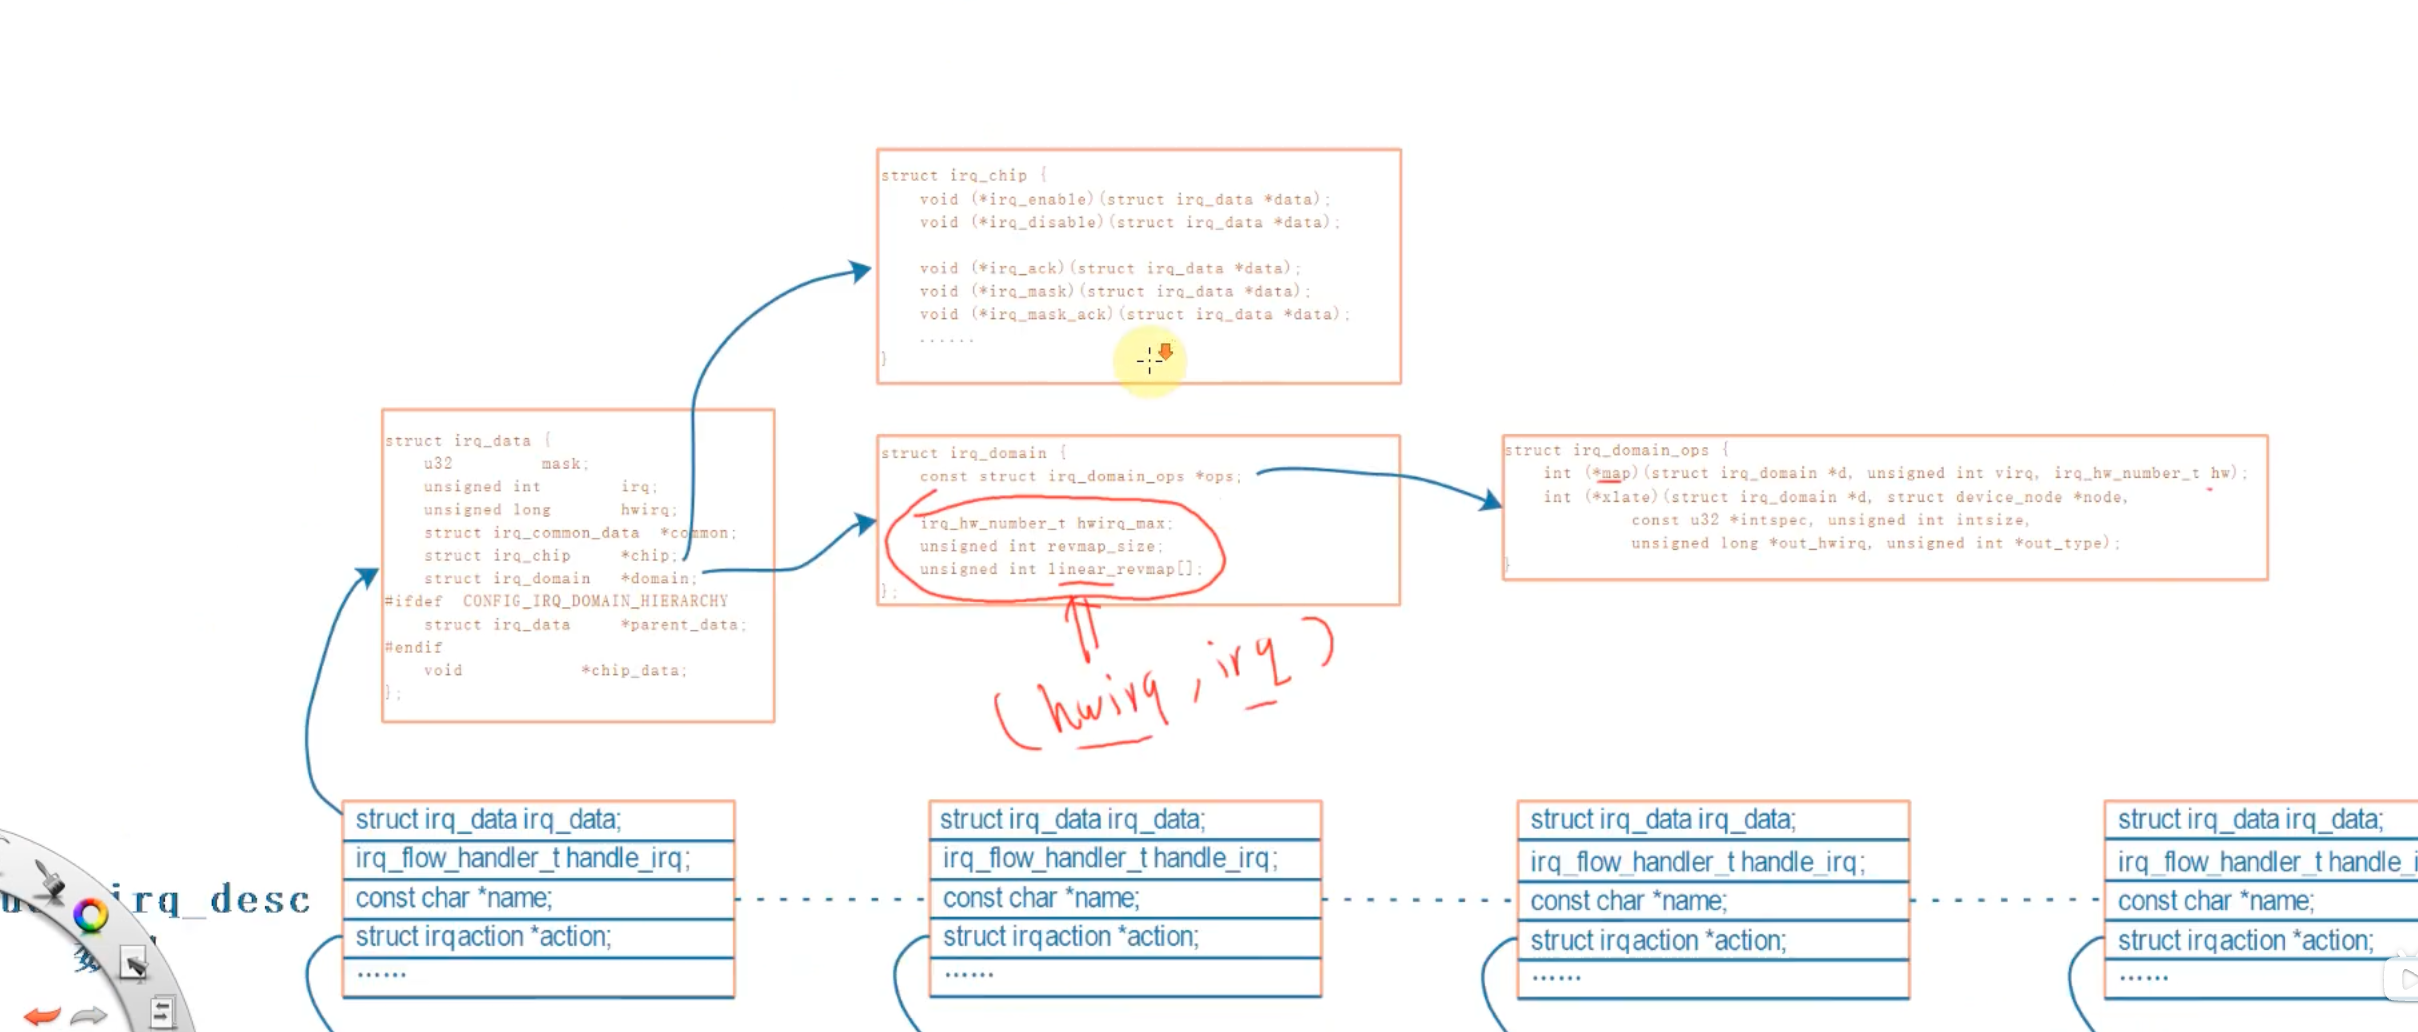 struct irq_chip {
void (*irq_enable)(struct irq_data *data);
void (*irq_disable)(struct irq_data *data);
void (*irq_ack)(struct irq_data *data);
void (*irq_mask)(struct irq_data *data);
void (*irq_mask_ack)(struct irq_data *data);
......
}
struct irq_data {
u32 mask;
unsigned int irq;
unsigned long hwirq;
struct irq_common_data *common;
struct irq_chip *chip;
struct irq_domain *domain;
#ifdef CONFIG_IRQ_DOMAIN_HIERARCHY
struct irq_data *parent_data;
#endif
void *chip_data;
};
struct irq_domain {
const struct irq_domain_ops *ops;
irq_hw_number_t hwirq_max;
unsigned int revmap_size;
unsigned int linear_revmap[];
};
struct irq_domain_ops {
int (*map)(struct irq_domain *d, unsigned int virq, irq_hw_number_t hw);
int (*xlate)(struct irq_domain *d, struct device_node *node,
const u32 *intspec, unsigned int intsize,
unsigned long *out_hwirq, unsigned int *out_type);
}
(hwirq, irq)
irq_desc
struct irq_data irq_data;
irq_flow_handler_t handle_irq;
const char *name;
struct irqaction *action;
......
struct irq_data irq_data;
irq_flow_handler_t handle_irq;
const char *name;
struct irqaction *action;
......
struct irq_data irq_data;
irq_flow_handler_t handle_irq;
const char *name;
struct irqaction *action;
......
struct irq_data irq_data;
irq_flow_handler_t
const char *name;
struct irqaction *action;
......